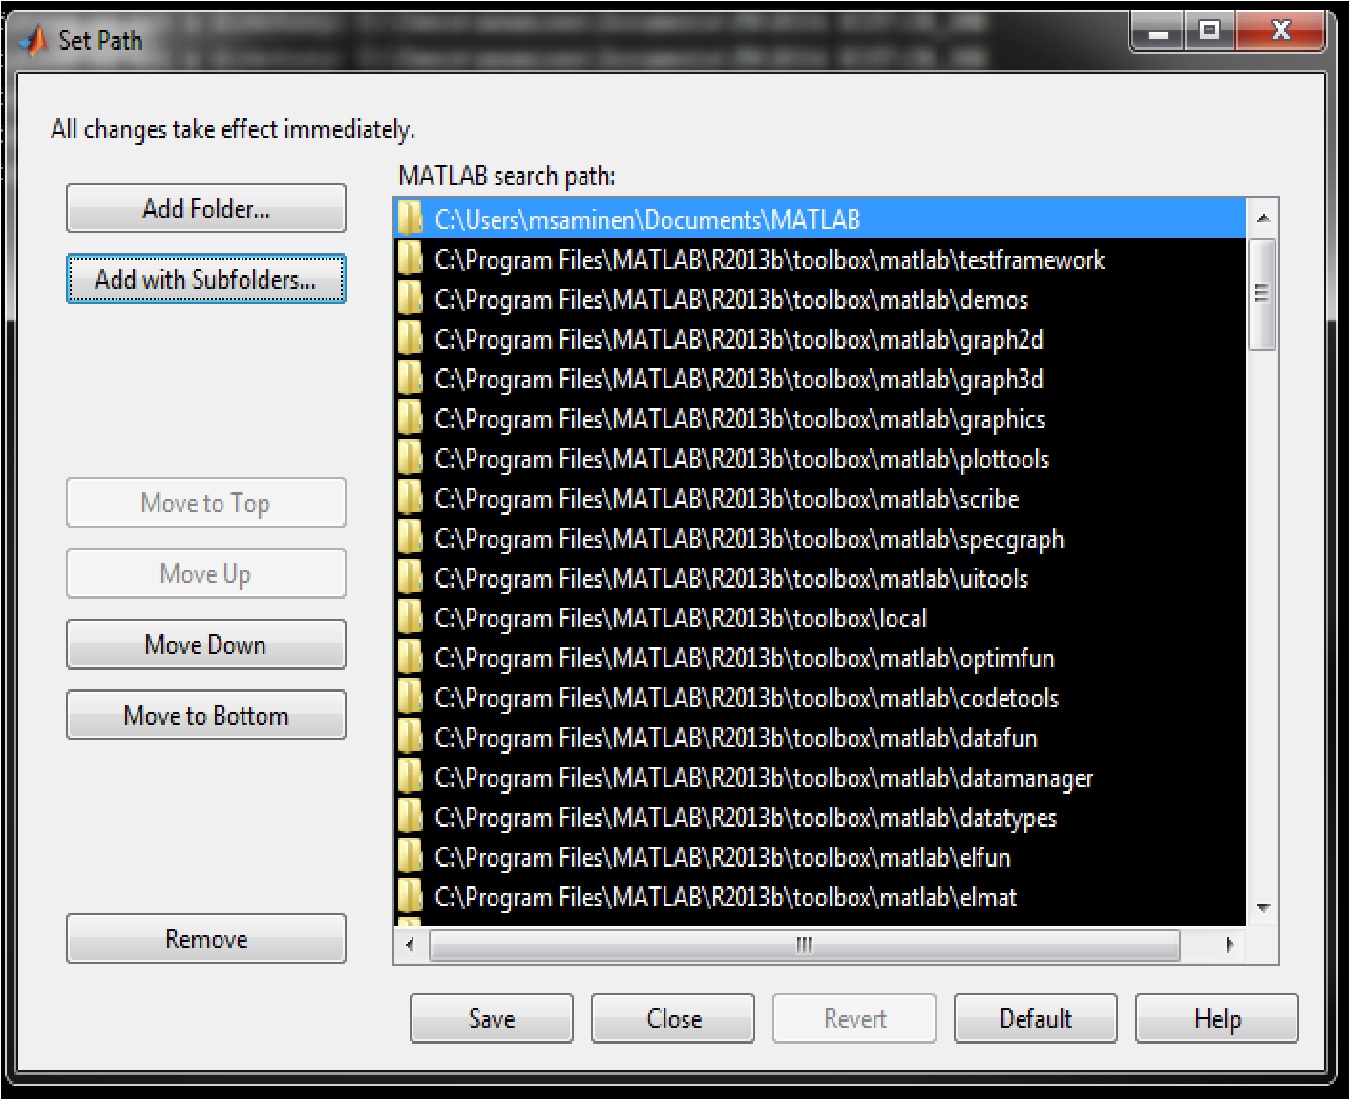 Set Path
All changes take effect immediately.
MATLAB search path:
Add Folder...
Add with Subfolders...
Move to Top
Move Up
Move Down
Move to Bottom
Remove
C:\Users\msaminen\Documents\MATLAB
C:\Program Files\MATLAB\R2013b\toolbox\matlab\testframework
C:\Program Files\MATLAB\R2013b\toolbox\matlab\demos
C:\Program Files\MATLAB\R2013b\toolbox\matlab\graph2d
C:\Program Files\MATLAB\R2013b\toolbox\matlab\graph3d
C:\Program Files\MATLAB\R2013b\toolbox\matlab\graphics
C:\Program Files\MATLAB\R2013b\toolbox\matlab\plottools
C:\Program Files\MATLAB\R2013b\toolbox\matlab\scribe
C:\Program Files\MATLAB\R2013b\toolbox\matlab\specgraph
C:\Program Files\MATLAB\R2013b\toolbox\matlab\uitools
C:\Program Files\MATLAB\R2013b\toolbox\local
C:\Program Files\MATLAB\R2013b\toolbox\matlab\optimfun
C:\Program Files\MATLAB\R2013b\toolbox\matlab\codetools
C:\Program Files\MATLAB\R2013b\toolbox\matlab\datafun
C:\Program Files\MATLAB\R2013b\toolbox\matlab\datamanager
C:\Program Files\MATLAB\R2013b\toolbox\matlab\datatypes
C:\Program Files\MATLAB\R2013b\toolbox\matlab\elfun
C:\Program Files\MATLAB\R2013b\toolbox\matlab\elmat
Save
Close
Revert
Default
Help